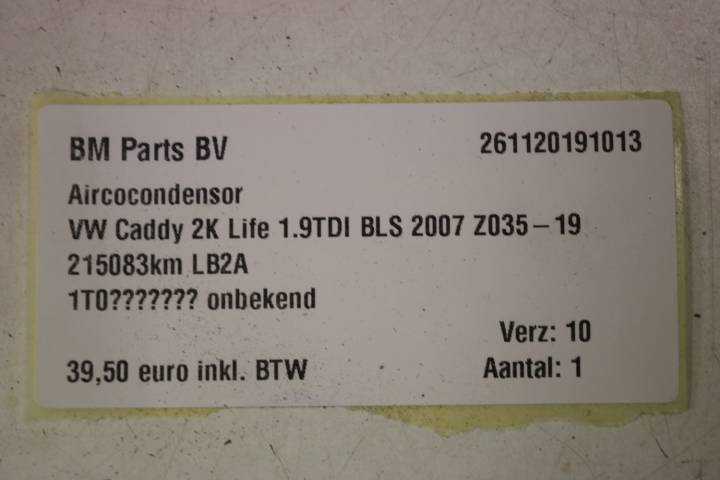 BM Parts BV 261120191013
Aircocondensor
VW Caddy 2K Life 1.9TDI BLS 2007 Z035-19
215083km LB2A
1T0??????? onbekend
Verz: 10
39,50 euro inkl. BTW Aantal: 1